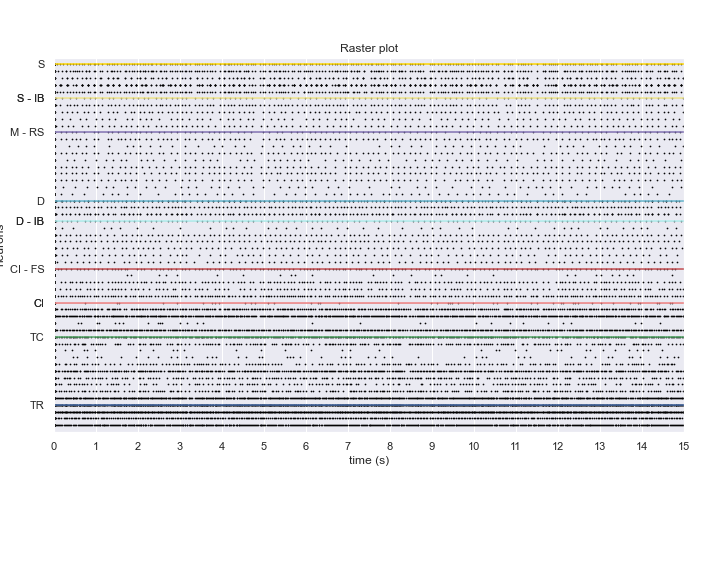 Raster plot
S
S - IB
M - RS
D
D - IB
CI - FS
CI
TC
TR
0 1 2 3 4 5 6 7 8 9 10 11 12 13 14 15
time (s)